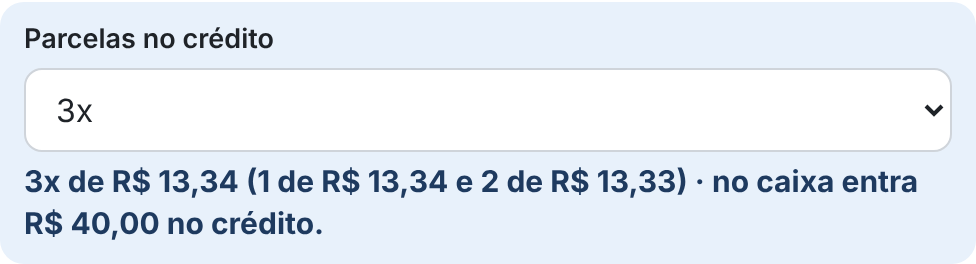 Parcelas no crédito
3x
3x de R$ 13,34 (1 de R$ 13,34 e 2 de R$ 13,33) · no caixa entra
R$ 40,00 no crédito.